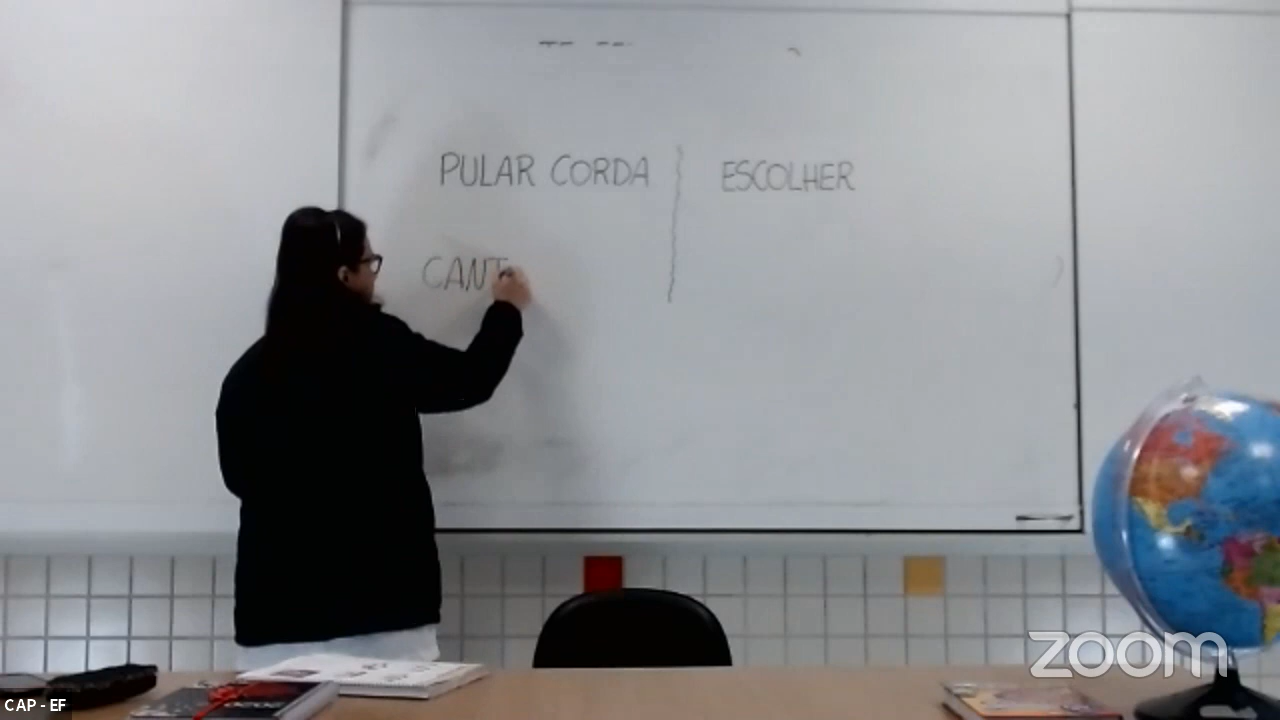 PULAR CORDA
ESCOLHER
CANT
zoom
CAP - EF